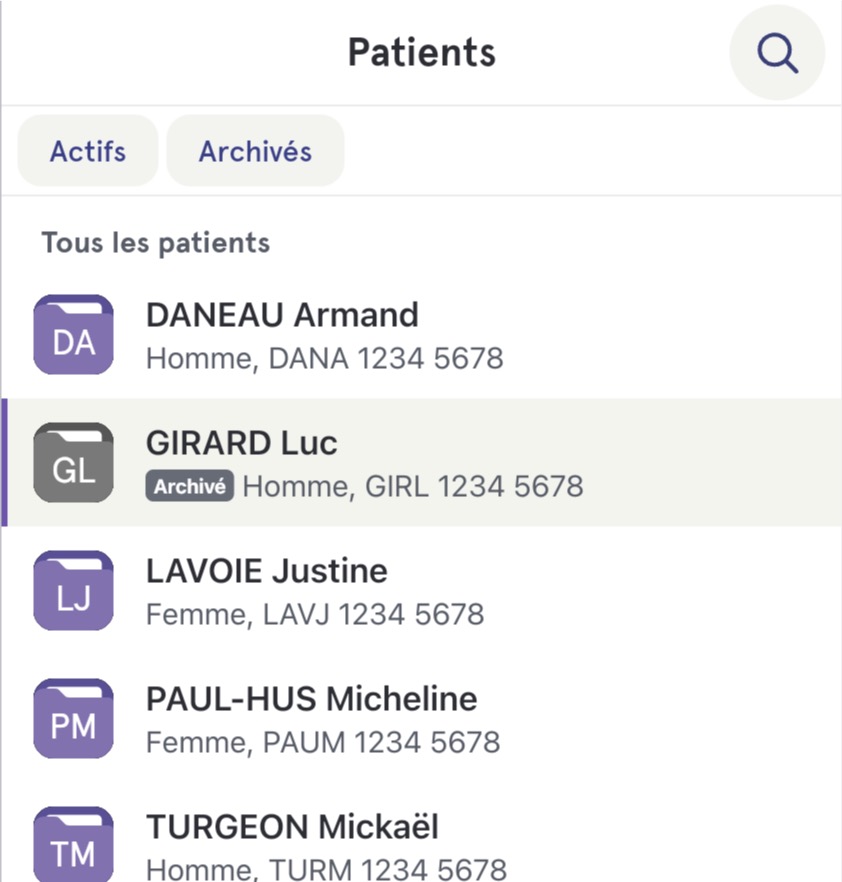 Patients
Actifs Archivés
Tous les patients
DA
DANEAU Armand
Homme, DANA 1234 5678
GL
GIRARD Luc
Archivé Homme, GIRL 1234 5678
LJ
LAVOIE Justine
Femme, LAVJ 1234 5678
PM
PAUL-HUS Micheline
Femme, PAUM 1234 5678
TM
TURGEON Mickaël
Homme, TURM 1234 5678